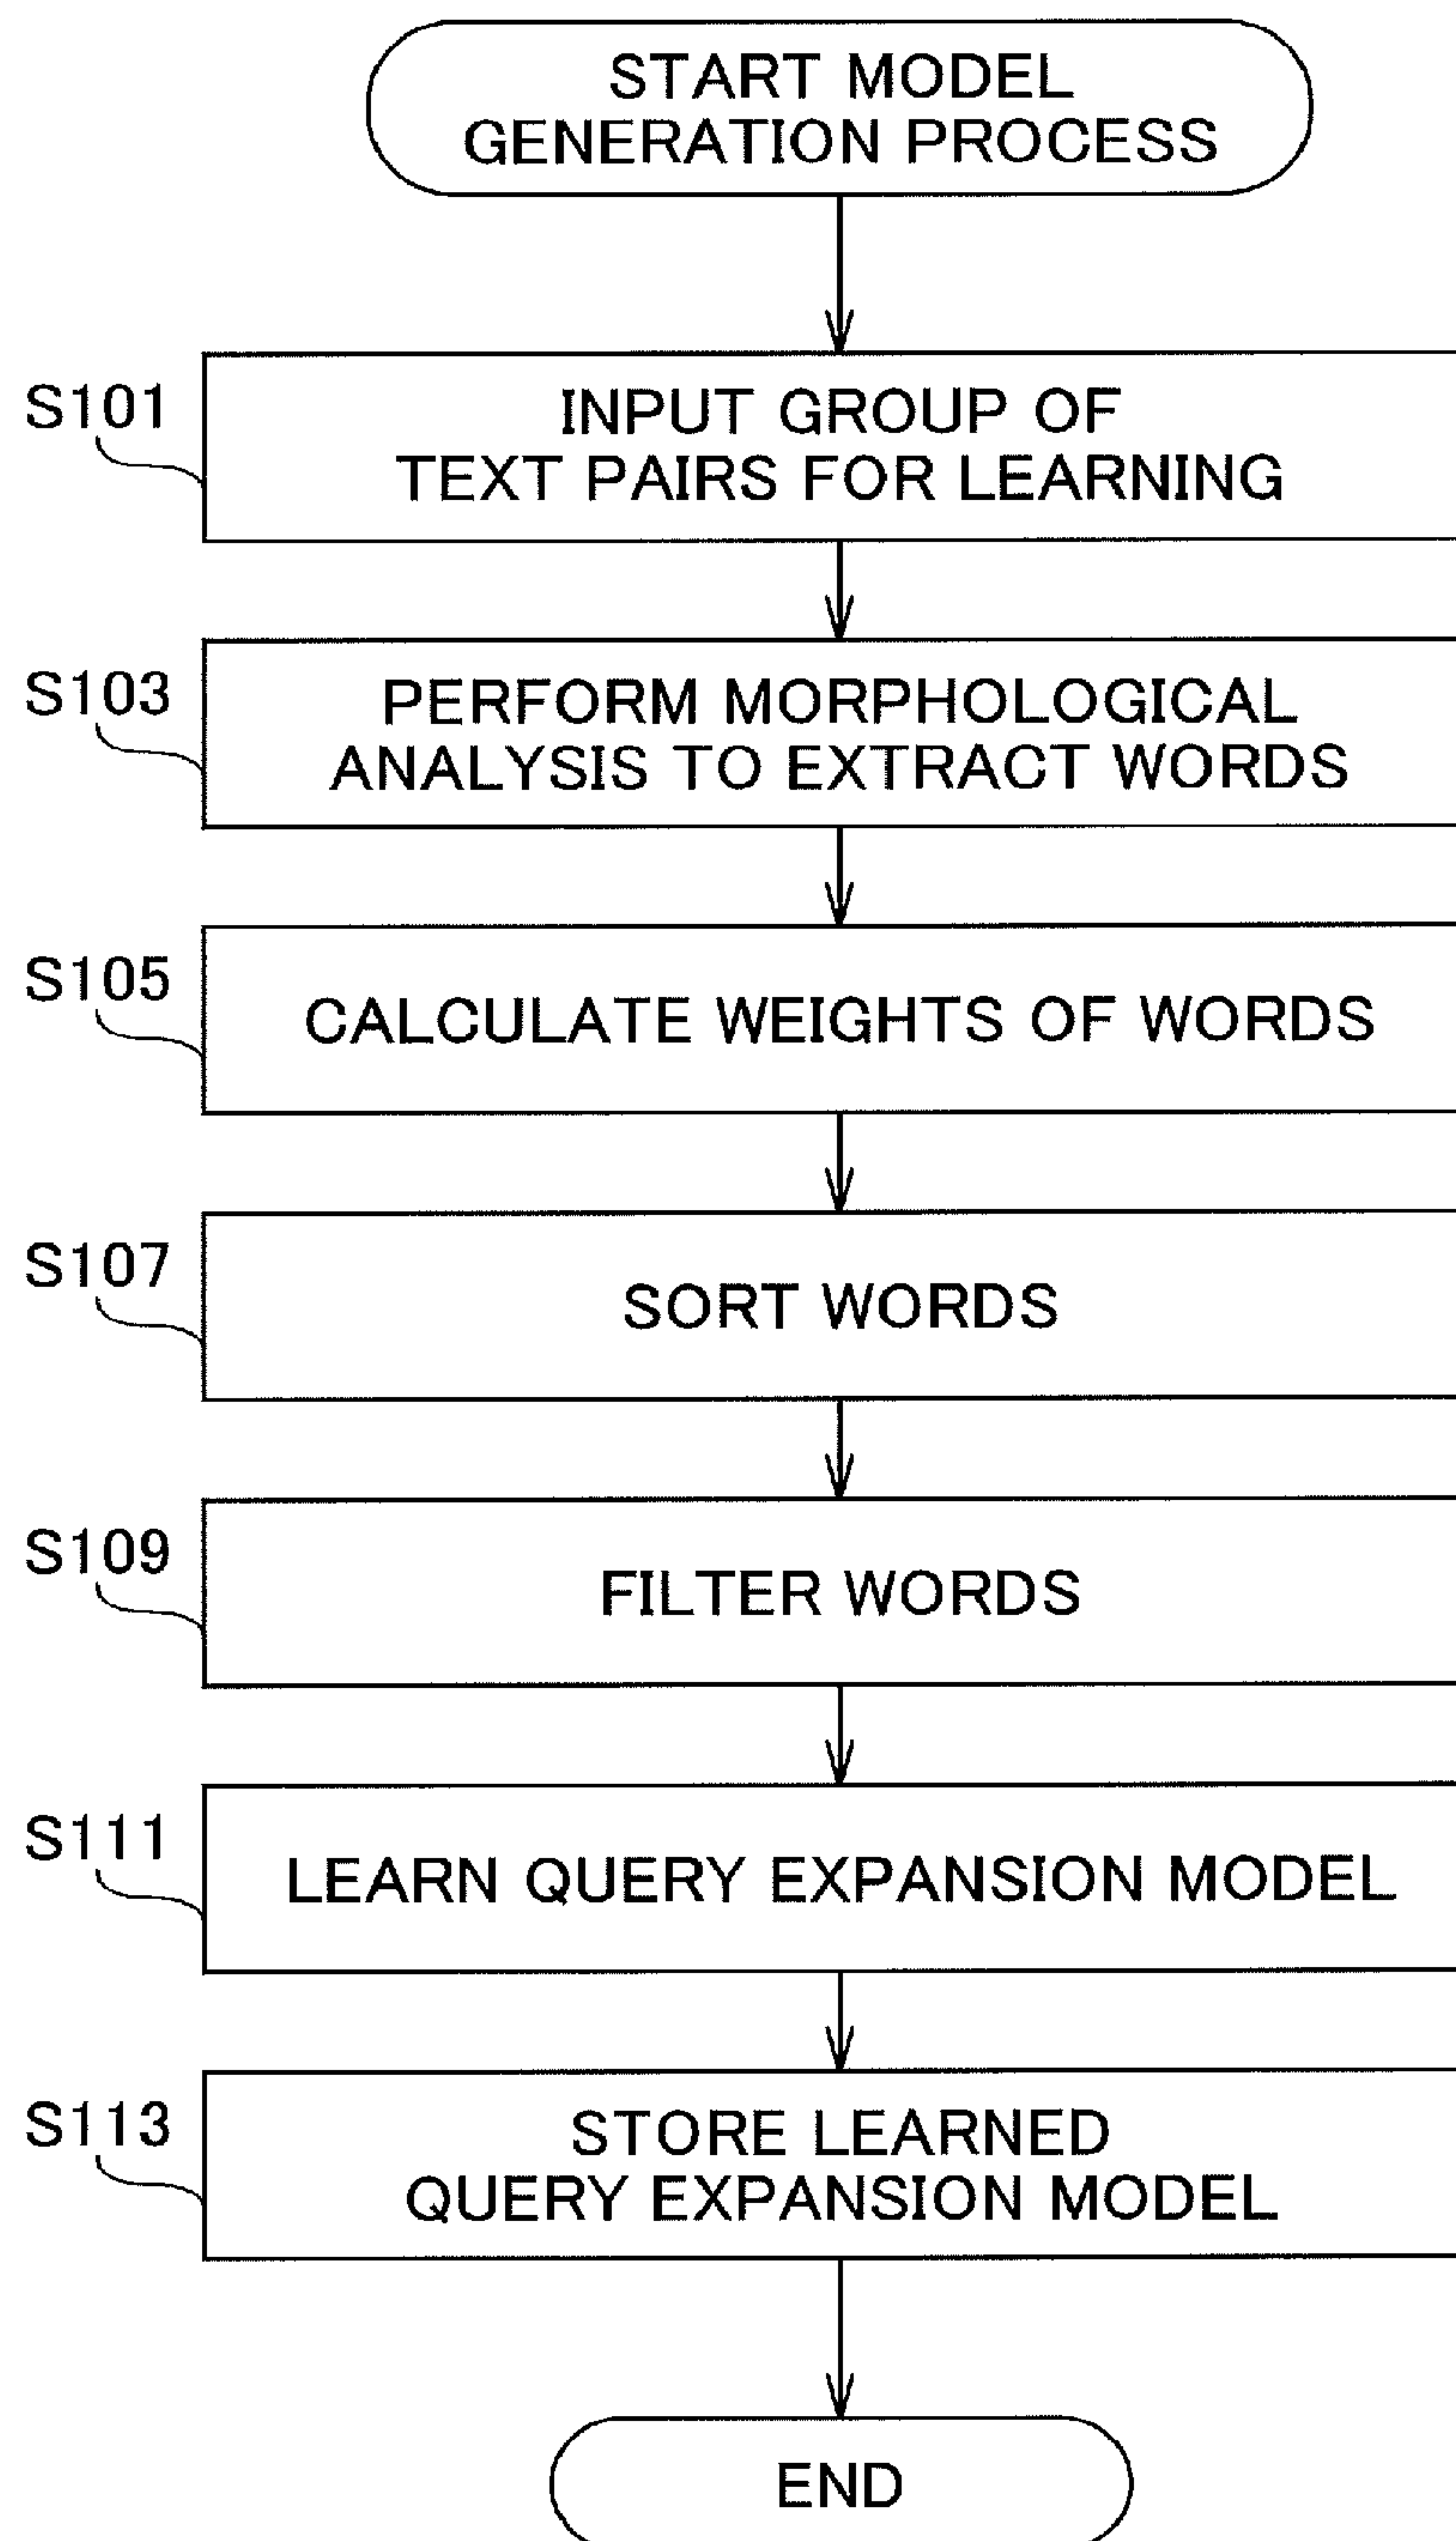 START MODEL
GENERATION PROCESS
S101
INPUT GROUP OF
TEXT PAIRS FOR LEARNING
S103
PERFORM MORPHOLOGICAL
ANALYSIS TO EXTRACT WORDS
S105
CALCULATE WEIGHTS OF WORDS
S107
SORT WORDS
S109
FILTER WORDS
S111
LEARN QUERY EXPANSION MODEL
S113
STORE LEARNED
QUERY EXPANSION MODEL
END